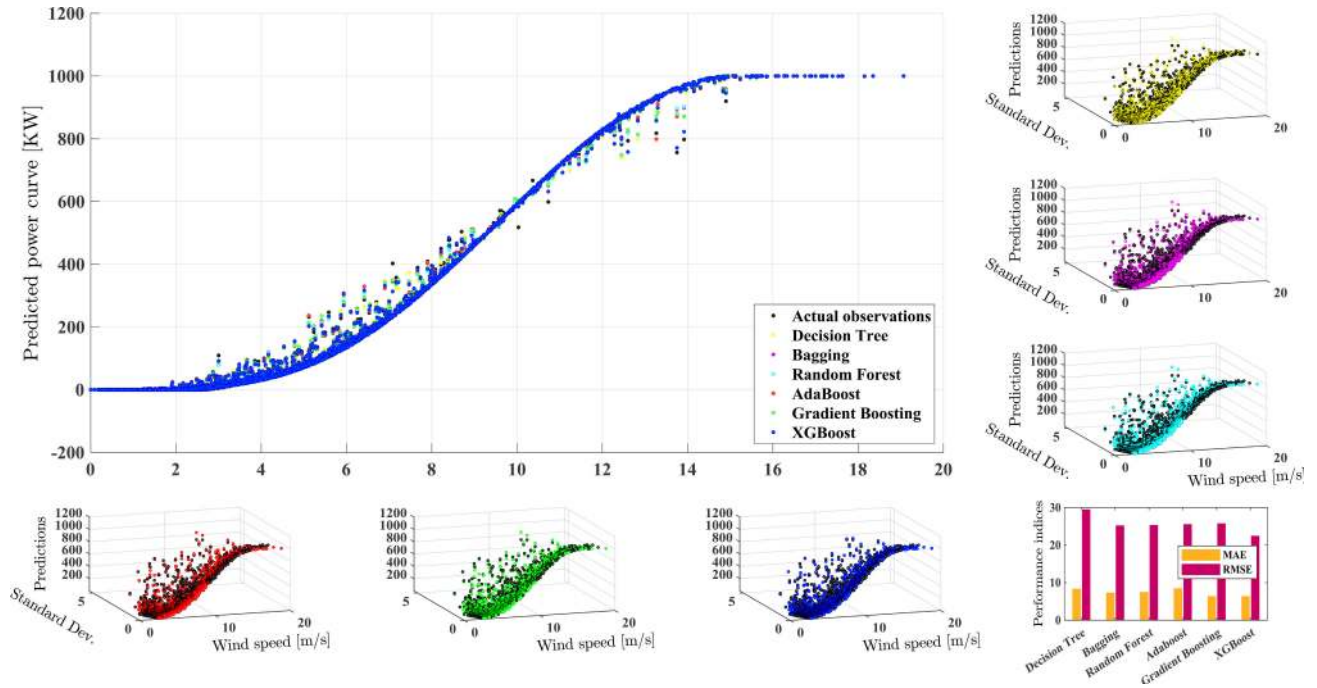 1200
1000
800
600
400
200
0
-200
Predicted power curve [KW]
0 2 4 6 8 10 12 14 16 18 20
Actual observations
Decision Tree
Bagging
Random Forest
AdaBoost
Gradient Boosting
XGBoost
1200
1000
800
600
400
200
Predictions
Standard Dev.
5
0 0
10
20
1200
1000
800
600
400
200
Predictions
Standard Dev.
5
0 0
10
20
1200
1000
800
600
400
200
Predictions
Standard Dev.
5
0 0
10
20
Wind speed [m/s]
1200
1000
800
600
400
200
Predictions
Standard Dev.
5
0 0
10
20
Wind speed [m/s]
1200
1000
800
600
400
200
Predictions
5
0 0
10
20
Wind speed [m/s]
1200
1000
800
600
400
200
Predictions
5
0 0
10
20
Wind speed [m/s]
30
20
10
0
Performance indices
MAE
RMSE
Decision Tree
Bagging
Random Forest
Adaboost
Gradient Boosting
XGBoost